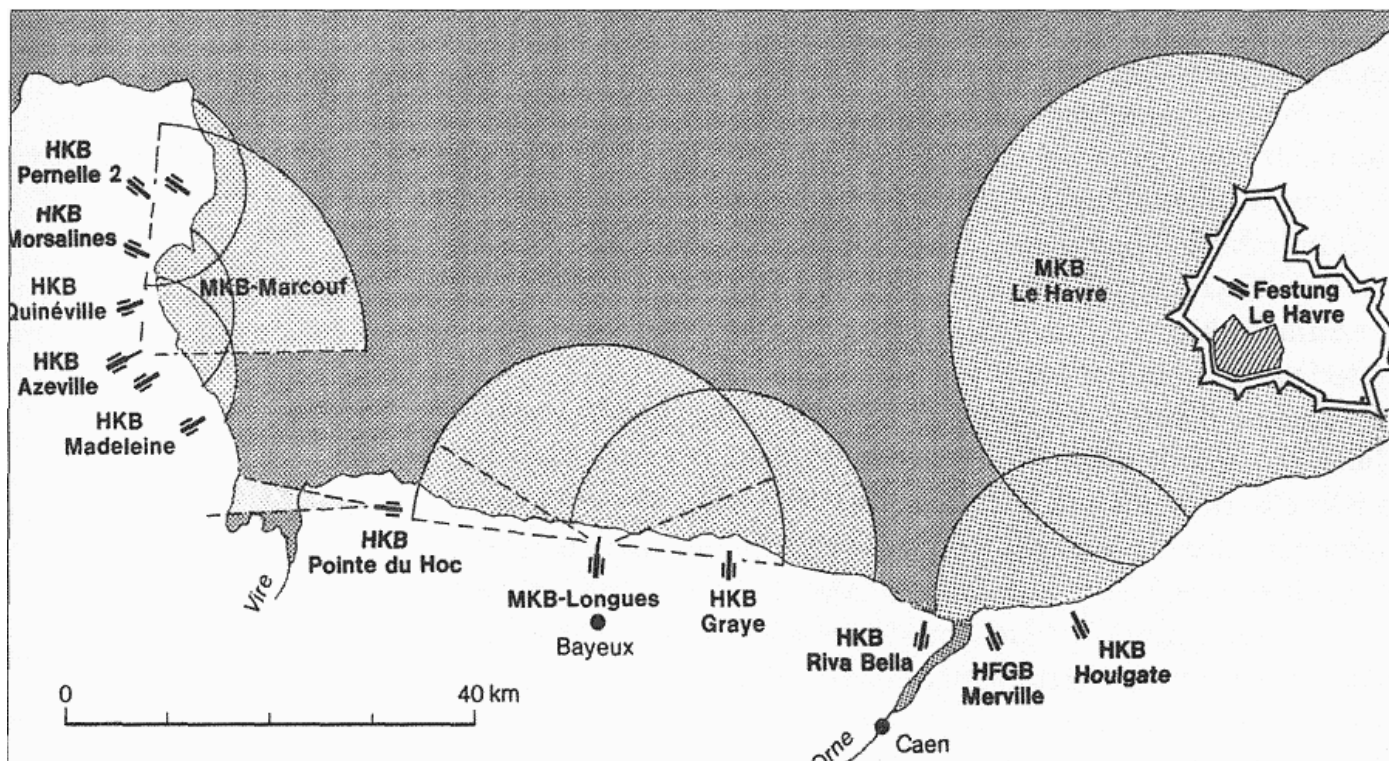 HKB
Pernelle 2
HKB
Morsalines
HKB
Quinéville
HKB
Azeville
HKB
Madeleine
MKB-Marcouf
MKB
Le Havre
Festung
Le Havre
HKB
Pointe du Hoc
Vire
MKB-Longues
Bayeux
HKB
Graye
HKB
Riva Bella
HFGB
Merville
HKB
Houlgate
0
40 km
Orne
Caen